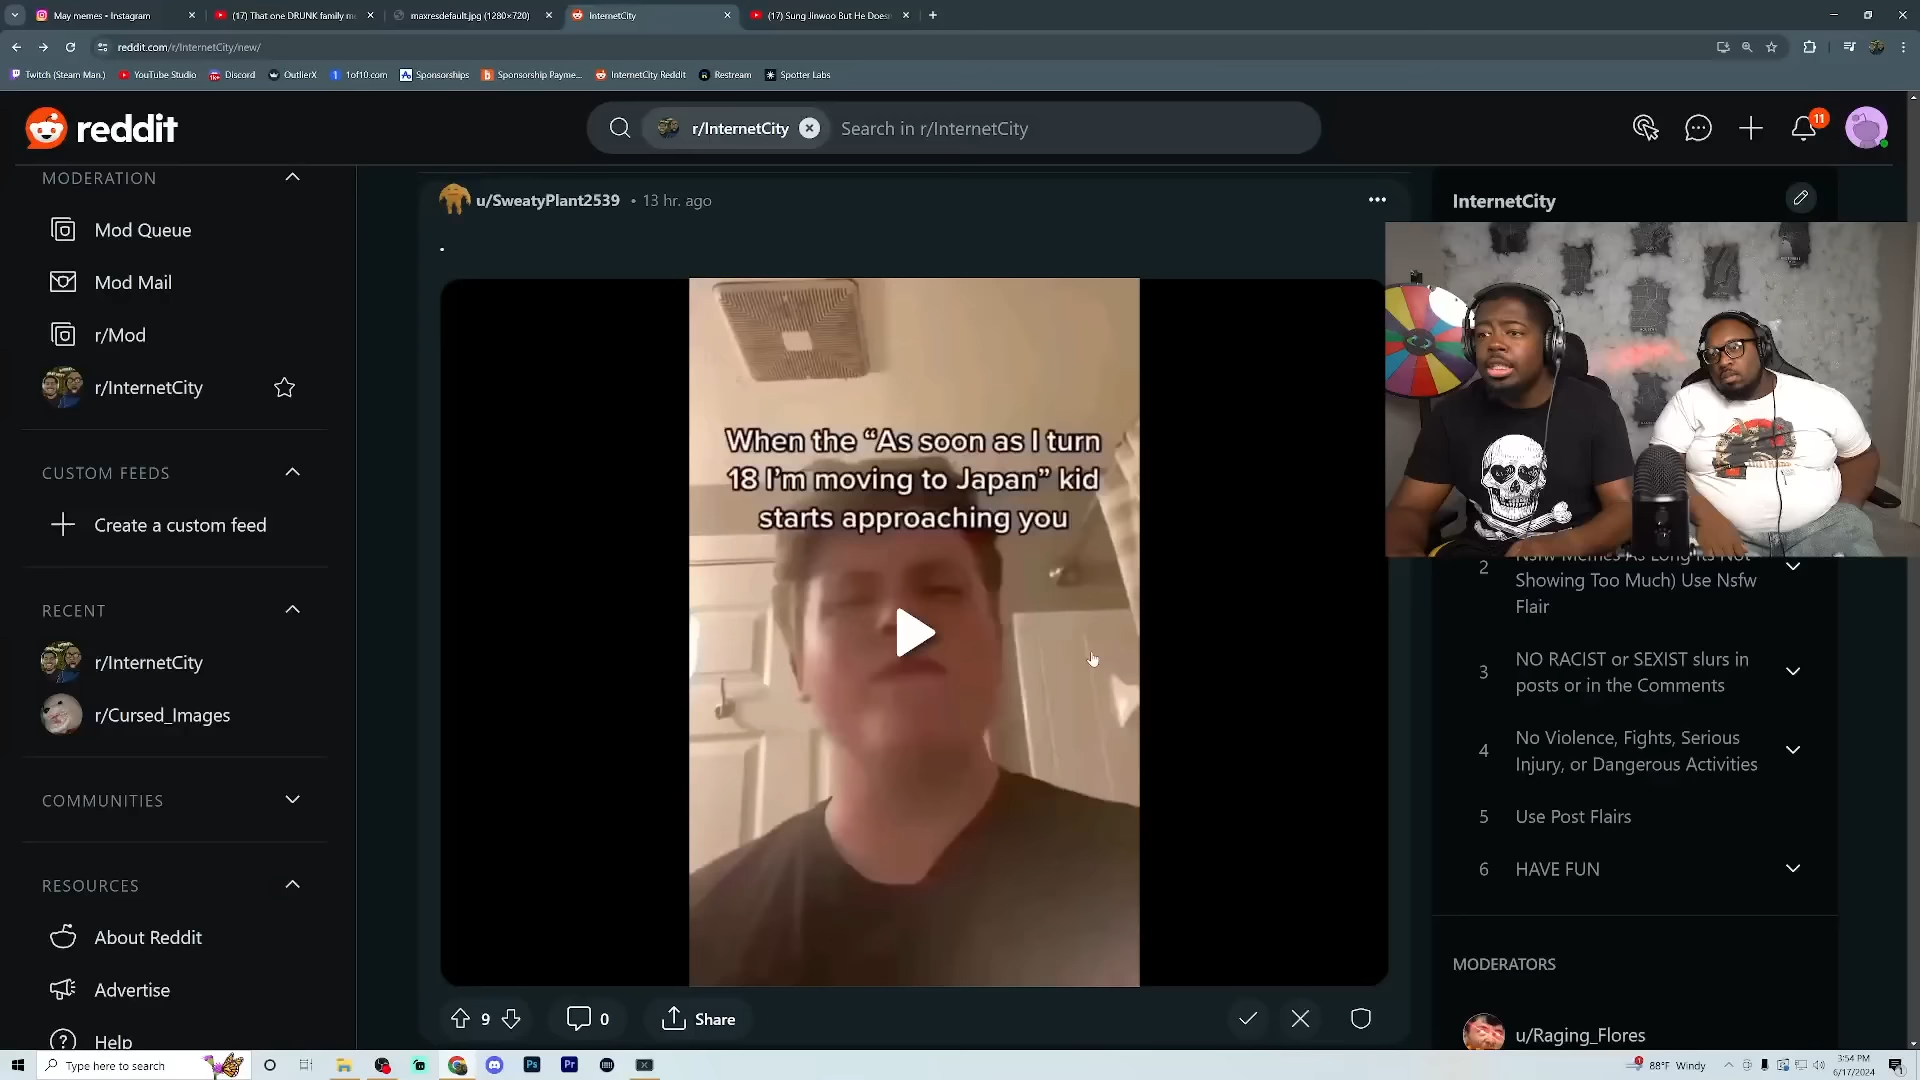 May memes - Instagram
(17) That one DRUNK family m
maxresdefault.jpg (1280×720)
InternetCity
(17) Sung Jinwoo But He Does
reddit.com/r/InternetCity/new/
Twitch (Steam Man.)
YouTube Studio
Discord
OutlierX
1of10.com
Sponsorships
Sponsorship Payme...
InternetCity Reddit
Restream
Spotter Labs
reddit
r/InternetCity
Search in r/InternetCity
11
MODERATION
Mod Queue
Mod Mail
r/Mod
r/InternetCity
CUSTOM FEEDS
Create a custom feed
RECENT
r/InternetCity
r/Cursed_Images
COMMUNITIES
RESOURCES
About Reddit
Advertise
Help
u/SweatyPlant2539 • 13 hr. ago
.
When the “As soon as I turn
18 I’m moving to Japan” kid
starts approaching you
9
0
Share
InternetCity
2
Nsfw Memes As Long Its Not
Showing Too Much) Use Nsfw
Flair
3
NO RACIST or SEXIST slurs in
posts or in the Comments
4
No Violence, Fights, Serious
Injury, or Dangerous Activities
5
Use Post Flairs
6
HAVE FUN
MODERATORS
u/Raging_Flores
Type here to search
88°F Windy
3:54 PM
6/17/2024